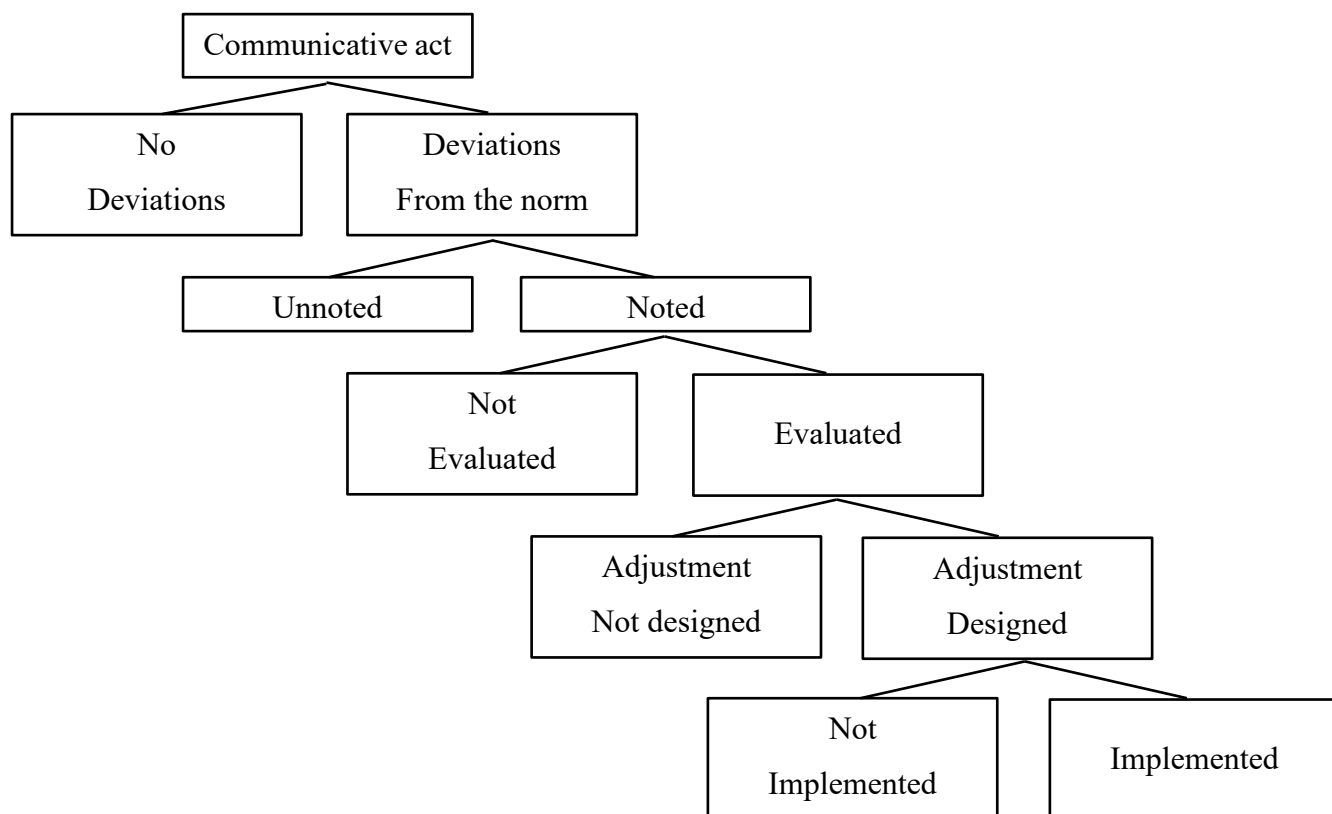 Communicative act
No
Deviations
Deviations
From the norm
Unnoted
Noted
Not
Evaluated
Evaluated
Adjustment
Not designed
Adjustment
Designed
Not
Implemented
Implemented